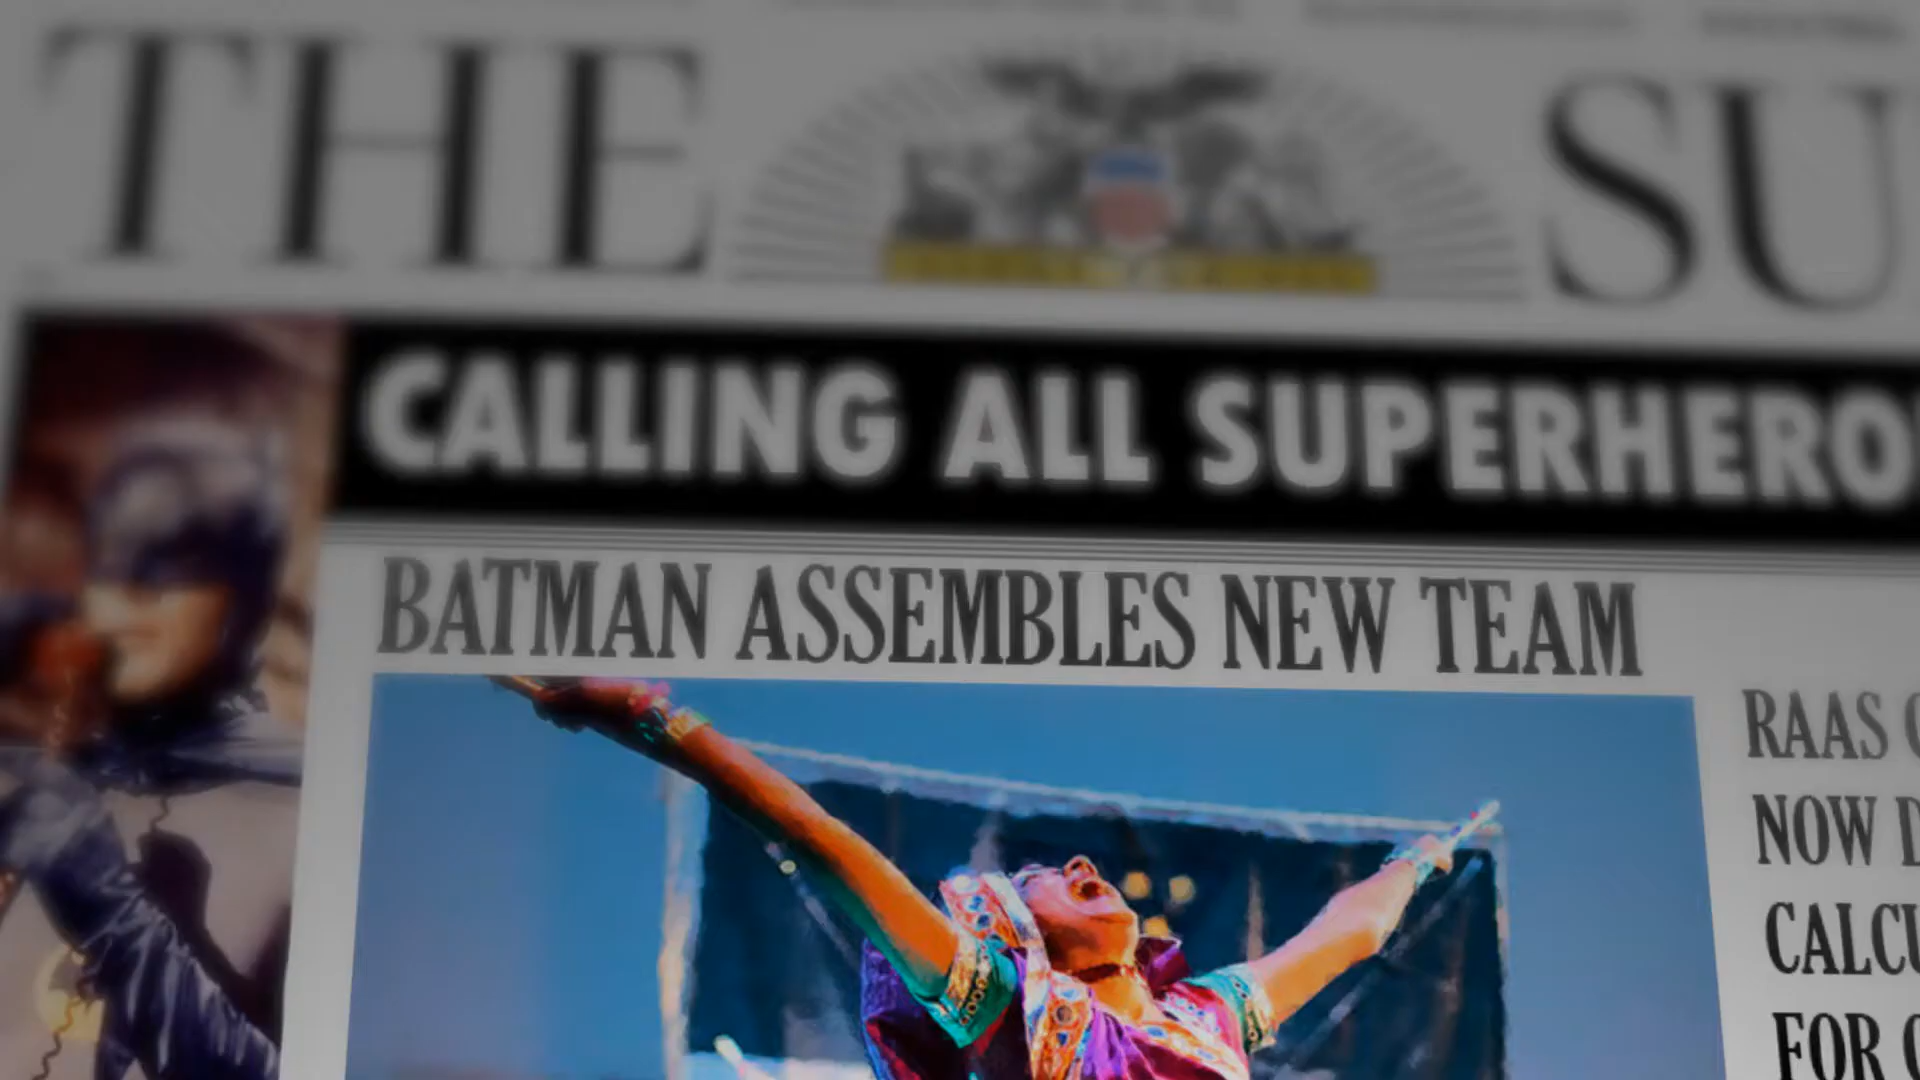 THE SU
CALLING ALL SUPERHERO
BATMAN ASSEMBLES NEW TEAM
RAAS
NOW D
CALCU
FOR